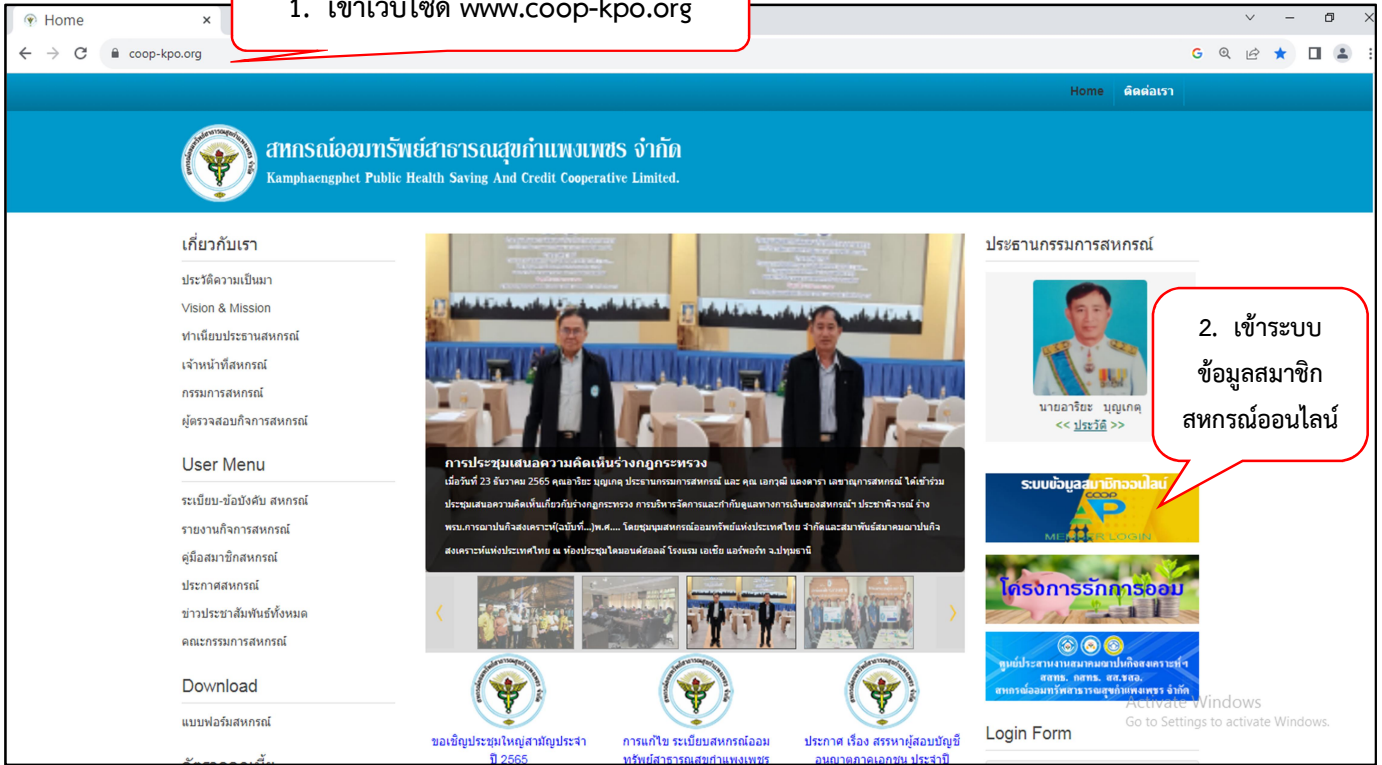 Home
1. เข้าเว็บไซต์ www.coop-kpo.org
coop-kpo.org
Home ติดต่อเรา
สหกรณ์ออมทรัพย์สาธารณสุขกำแพงเพชร จำกัด
Kamphaengphet Public Health Saving And Credit Cooperative Limited.
เกี่ยวกับเรา
ประวัติความเป็นมา
Vision & Mission
ทำเนียบประธานสหกรณ์
เจ้าหน้าที่สหกรณ์
กรรมการสหกรณ์
ผู้ตรวจสอบกิจการสหกรณ์
User Menu
ระเบียบ-ข้อบังคับ สหกรณ์
รายงานกิจการสหกรณ์
คู่มือสมาชิกสหกรณ์
ประกาศสหกรณ์
ข่าวประชาสัมพันธ์ทั้งหมด
คณะกรรมการสหกรณ์
Download
แบบฟอร์มสหกรณ์
การประชุมเสนอความคิดเห็นร่างกฎกระทรวง
เมื่อวันที่ 23 ธันวาคม 2565 คุณอาริยะ บุญเกตุ ประธานกรรมการสหกรณ์ และ คุณ เอกวุฒิ แดงดารา เลขาณุการสหกรณ์ ได้เข้าร่วม
ประชุมเสนอความคิดเห็นเกี่ยวกับร่างกฎกระทรวง การบริหารจัดการและกำกับดูแลทางการเงินของสหกรณ์ฯ ประชาพิจารณ์ ร่าง
พรบ.การฌาปนกิจสงเคราะห์(ฉบับที่...)พ.ศ.... โดยชุมนุมสหกรณ์ออมทรัพย์แห่งประเทศไทย จำกัดและสมาพันธ์สมาคมฌาปนกิจ
สงเคราะห์แห่งประเทศไทย ณ ห้องประชุมไดมอนด์ฮอลล์ โรงแรม เอเชีย แอร์พอร์ท จ.ปทุมธานี
ขอเชิญประชุมใหญ่สามัญประจำ
ปี 2565
การแก้ไข ระเบียบสหกรณ์ออม
ทรัพย์สาธารณสุขกำแพงเพชร
ประกาศ เรื่อง สรรหาผู้สอบบัญชี
อนุญาตภาคเอกชน ประจำปี
ประธานกรรมการสหกรณ์
นายอาริยะ บุญเกตุ
<< ประวัติ >>
2. เข้าระบบ
ข้อมูลสมาชิก
สหกรณ์ออนไลน์
ระบบข้อมูลสมาชิกออนไลน์
COOP
MEMBER LOGIN
โครงการรักการออม
ศูนย์ประสานงานสมาคมฌาปนกิจสงเคราะห์ฯ
สสทธ. กสทธ. สส.ชสอ.
สหกรณ์ออมทรัพย์สาธารณสุขกำแพงเพชร จำกัด
Activate Windows
Go to Settings to activate Windows.
Login Form